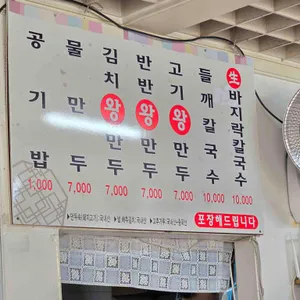 공기밥 1,000
물만두 7,000
김치왕만두 7,000
반반왕만두 7,000
고기왕만두 7,000
들깨칼국수 10,000
生바지락칼국수 10,000
포장해드립니다